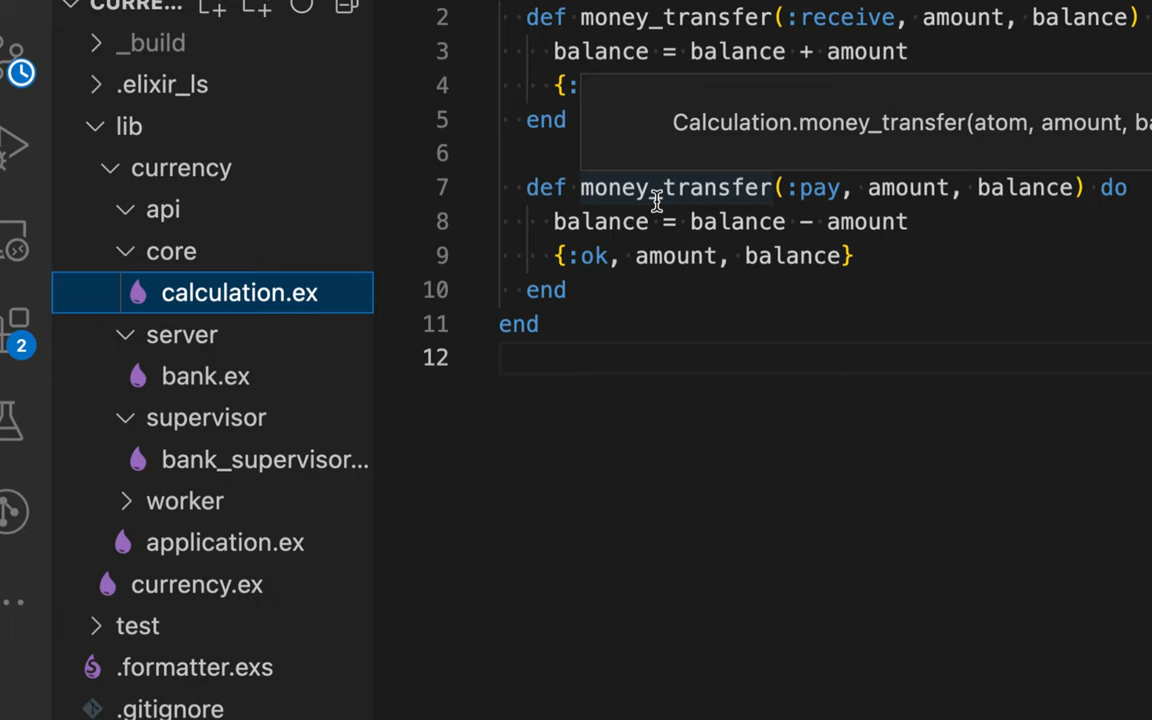 CURRE...
_build
.elixir_ls
lib
currency
api
core
calculation.ex
server
bank.ex
supervisor
bank_supervisor...
worker
application.ex
currency.ex
test
.formatter.exs
.gitignore
2
2 def money_transfer(:receive, amount, balance)
3 balance = balance + amount
4 {:
5 end
6
7 def money_transfer(:pay, amount, balance) do
8 balance = balance - amount
9 {:ok, amount, balance}
10 end
11 end
12
Calculation.money_transfer(atom, amount, ba